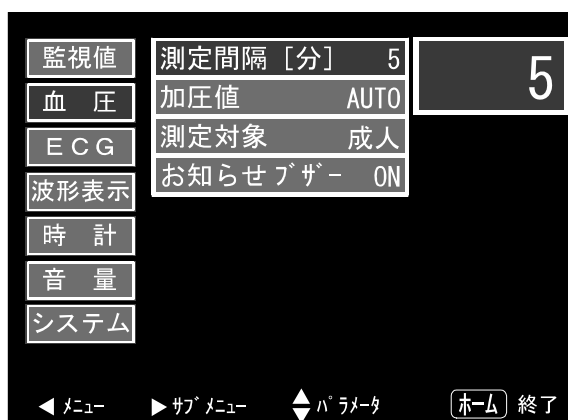 監視値
血　圧
ＥＣＧ
波形表示
時　計
音　量
システム
測定間隔［分］ 5
加圧値 AUTO
測定対象 成人
お知らせﾌﾞｻﾞｰ ON
5
◀ ﾒﾆｭｰ ▶ ｻﾌﾞﾒﾆｭｰ ▲▼ ﾊﾟﾗﾒｰﾀ ホーム 終了